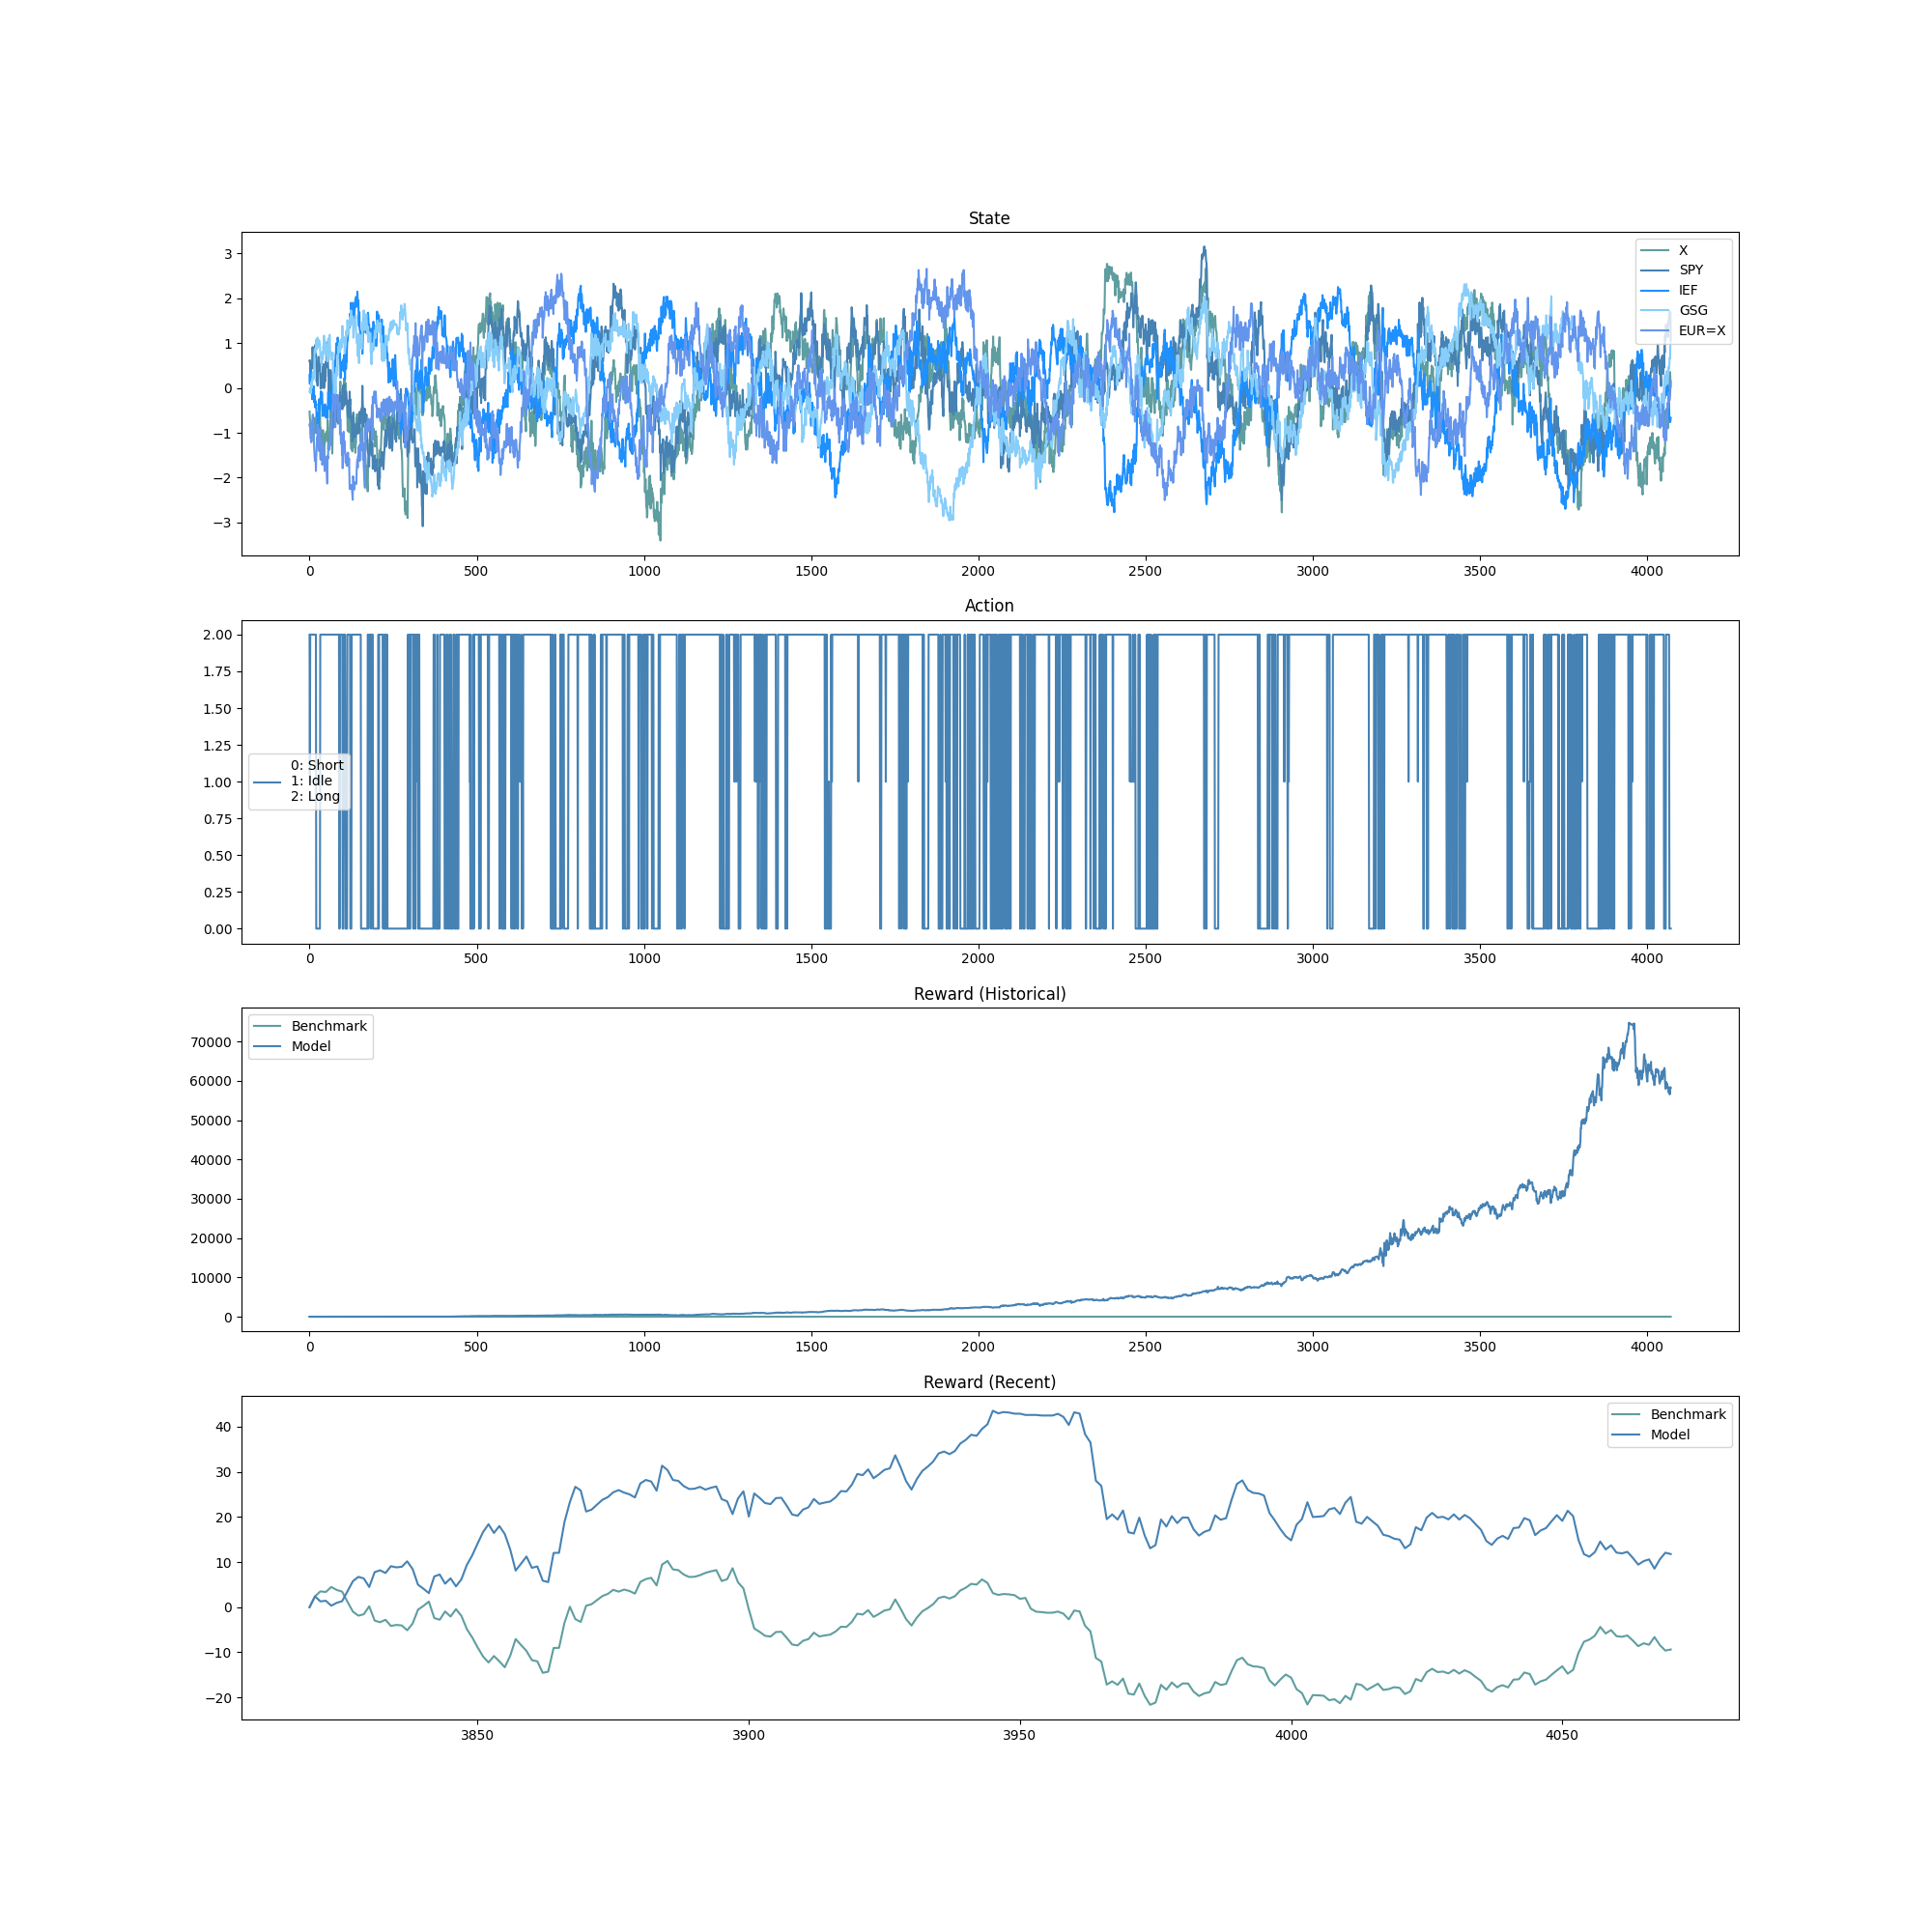 State
3
2
1
0
−1
−2
−3
X
SPY
IEF
GSG
EUR=X
0 500 1000 1500 2000 2500 3000 3500 4000
Action
2.00
1.75
1.50
1.25
1.00
0.75
0.50
0.25
0.00
0: Short
1: Idle
2: Long
0 500 1000 1500 2000 2500 3000 3500 4000
Reward (Historical)
Benchmark
Model
70000
60000
50000
40000
30000
20000
10000
0
0 500 1000 1500 2000 2500 3000 3500 4000
Reward (Recent)
Benchmark
Model
40
30
20
10
0
−10
−20
3850 3900 3950 4000 4050